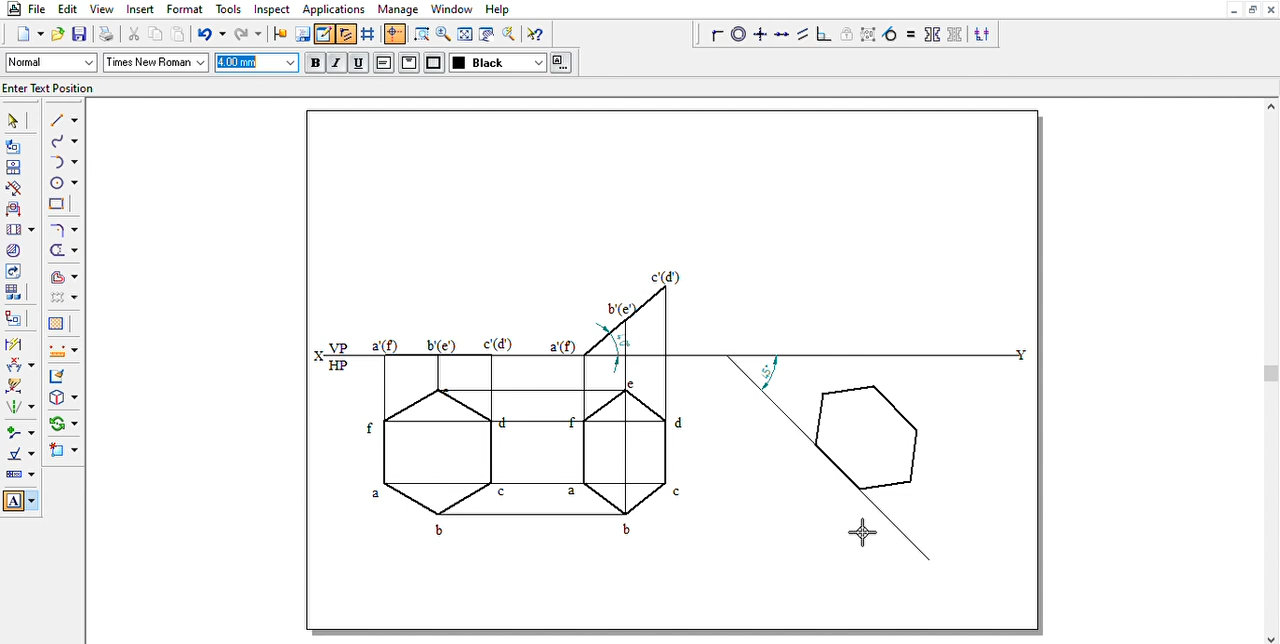 File Edit View Insert Format Tools Inspect Applications Manage Window Help
Normal Times New Roman 4.00 mm B I U Black
Enter Text Position
c'(d')
b'(e')
X VP a'(f) b'(e') c'(d') a'(f) Y
HP
45°
e
f d f d
a c a c
b b
A